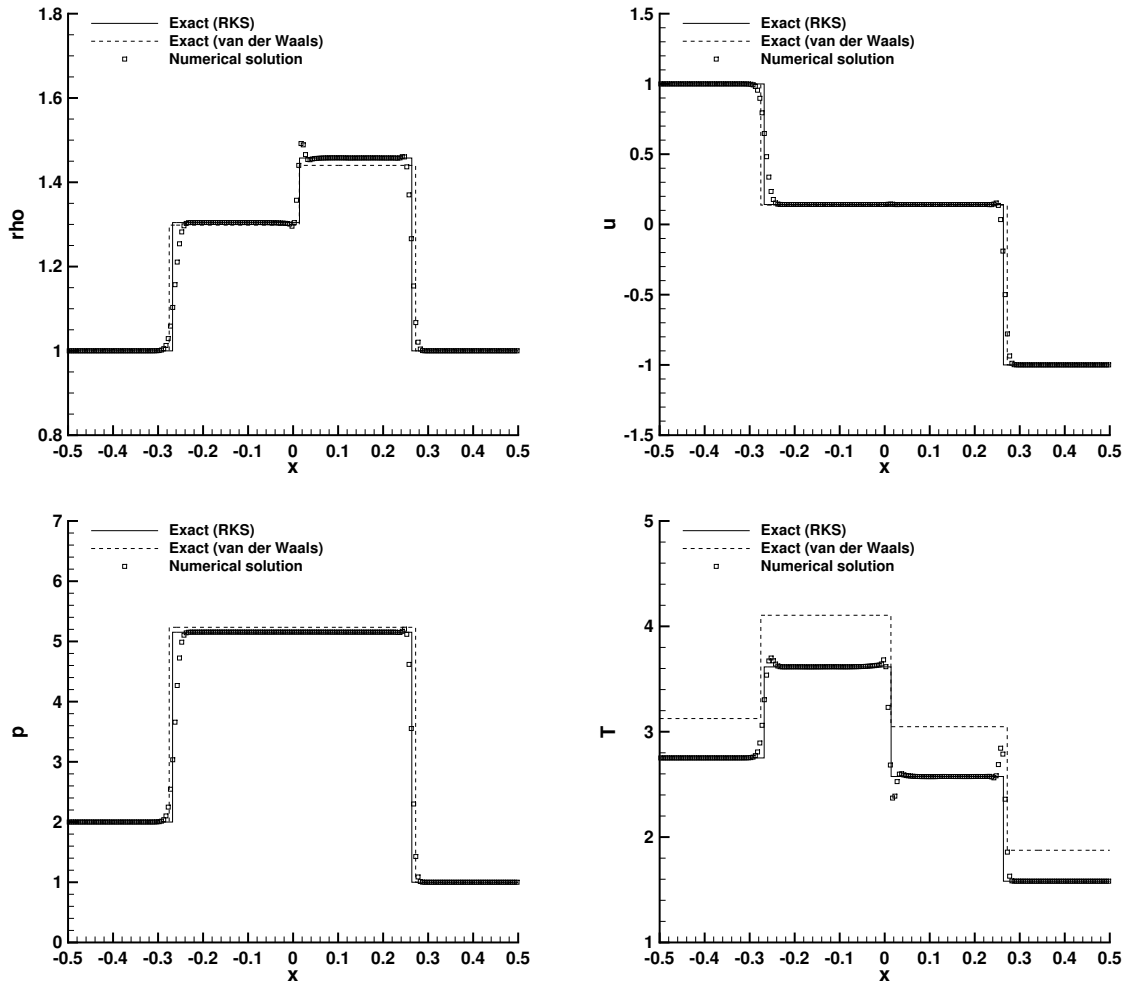 1.8
1.6
1.4
1.2
1
0.8
rho
Exact (RKS)
Exact (van der Waals)
Numerical solution
-0.5 -0.4 -0.3 -0.2 -0.1 0 0.1 0.2 0.3 0.4 0.5
x
1.5
1
0.5
0
-0.5
-1
-1.5
u
Exact (RKS)
Exact (van der Waals)
Numerical solution
-0.5 -0.4 -0.3 -0.2 -0.1 0 0.1 0.2 0.3 0.4 0.5
x
7
6
5
4
3
2
1
0
p
Exact (RKS)
Exact (van der Waals)
Numerical solution
-0.5 -0.4 -0.3 -0.2 -0.1 0 0.1 0.2 0.3 0.4 0.5
x
5
4
3
2
1
T
Exact (RKS)
Exact (van der Waals)
Numerical solution
-0.5 -0.4 -0.3 -0.2 -0.1 0 0.1 0.2 0.3 0.4 0.5
x